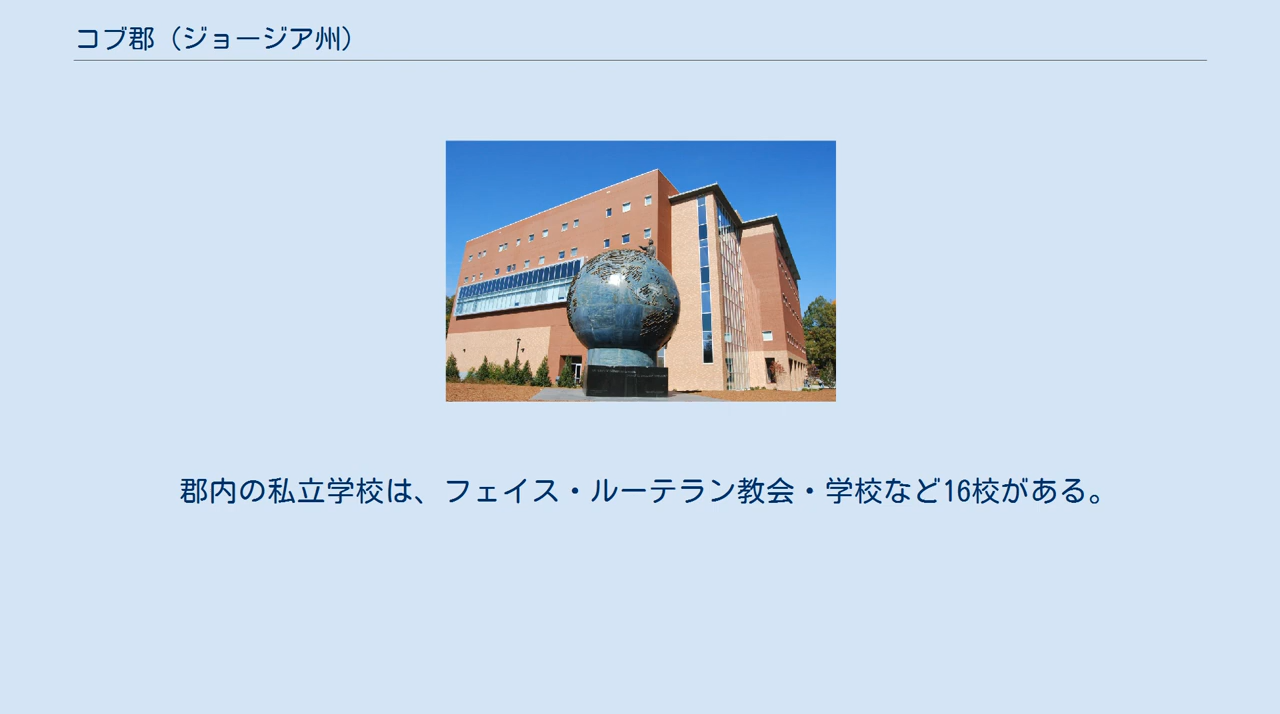 コブ郡（ジョージア州）
郡内の私立学校は、フェイス・ルーテラン教会・学校など16校がある。